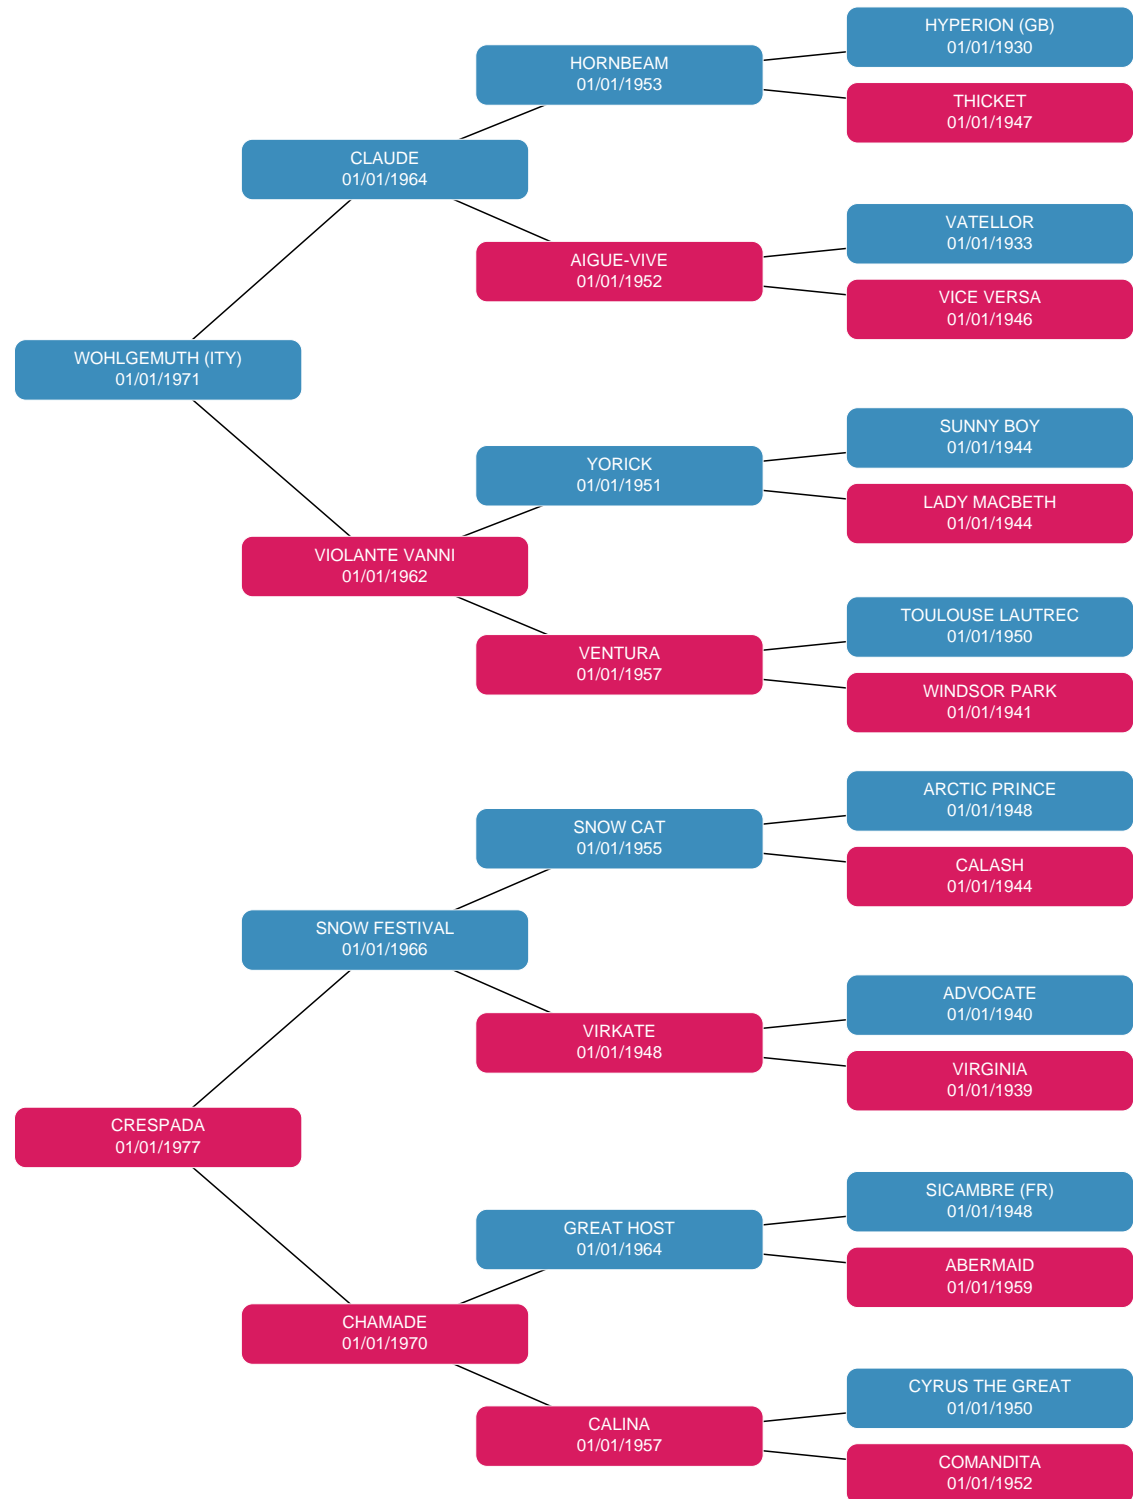 HYPERION (GB)
01/01/1930
HORNBEAM
01/01/1953
THICKET
01/01/1947
CLAUDE
01/01/1964
VATELLOR
01/01/1933
AIGUE-VIVE
01/01/1952
VICE VERSA
01/01/1946
WOHLGEMUTH (ITY)
01/01/1971
SUNNY BOY
01/01/1944
YORICK
01/01/1951
LADY MACBETH
01/01/1944
VIOLANTE VANNI
01/01/1962
TOULOUSE LAUTREC
01/01/1950
VENTURA
01/01/1957
WINDSOR PARK
01/01/1941
ARCTIC PRINCE
01/01/1948
SNOW CAT
01/01/1955
CALASH
01/01/1944
SNOW FESTIVAL
01/01/1966
ADVOCATE
01/01/1940
VIRKATE
01/01/1948
VIRGINIA
01/01/1939
CRESPADA
01/01/1977
SICAMBRE (FR)
01/01/1948
GREAT HOST
01/01/1964
ABERMAID
01/01/1959
CHAMADE
01/01/1970
CYRUS THE GREAT
01/01/1950
CALINA
01/01/1957
COMANDITA
01/01/1952